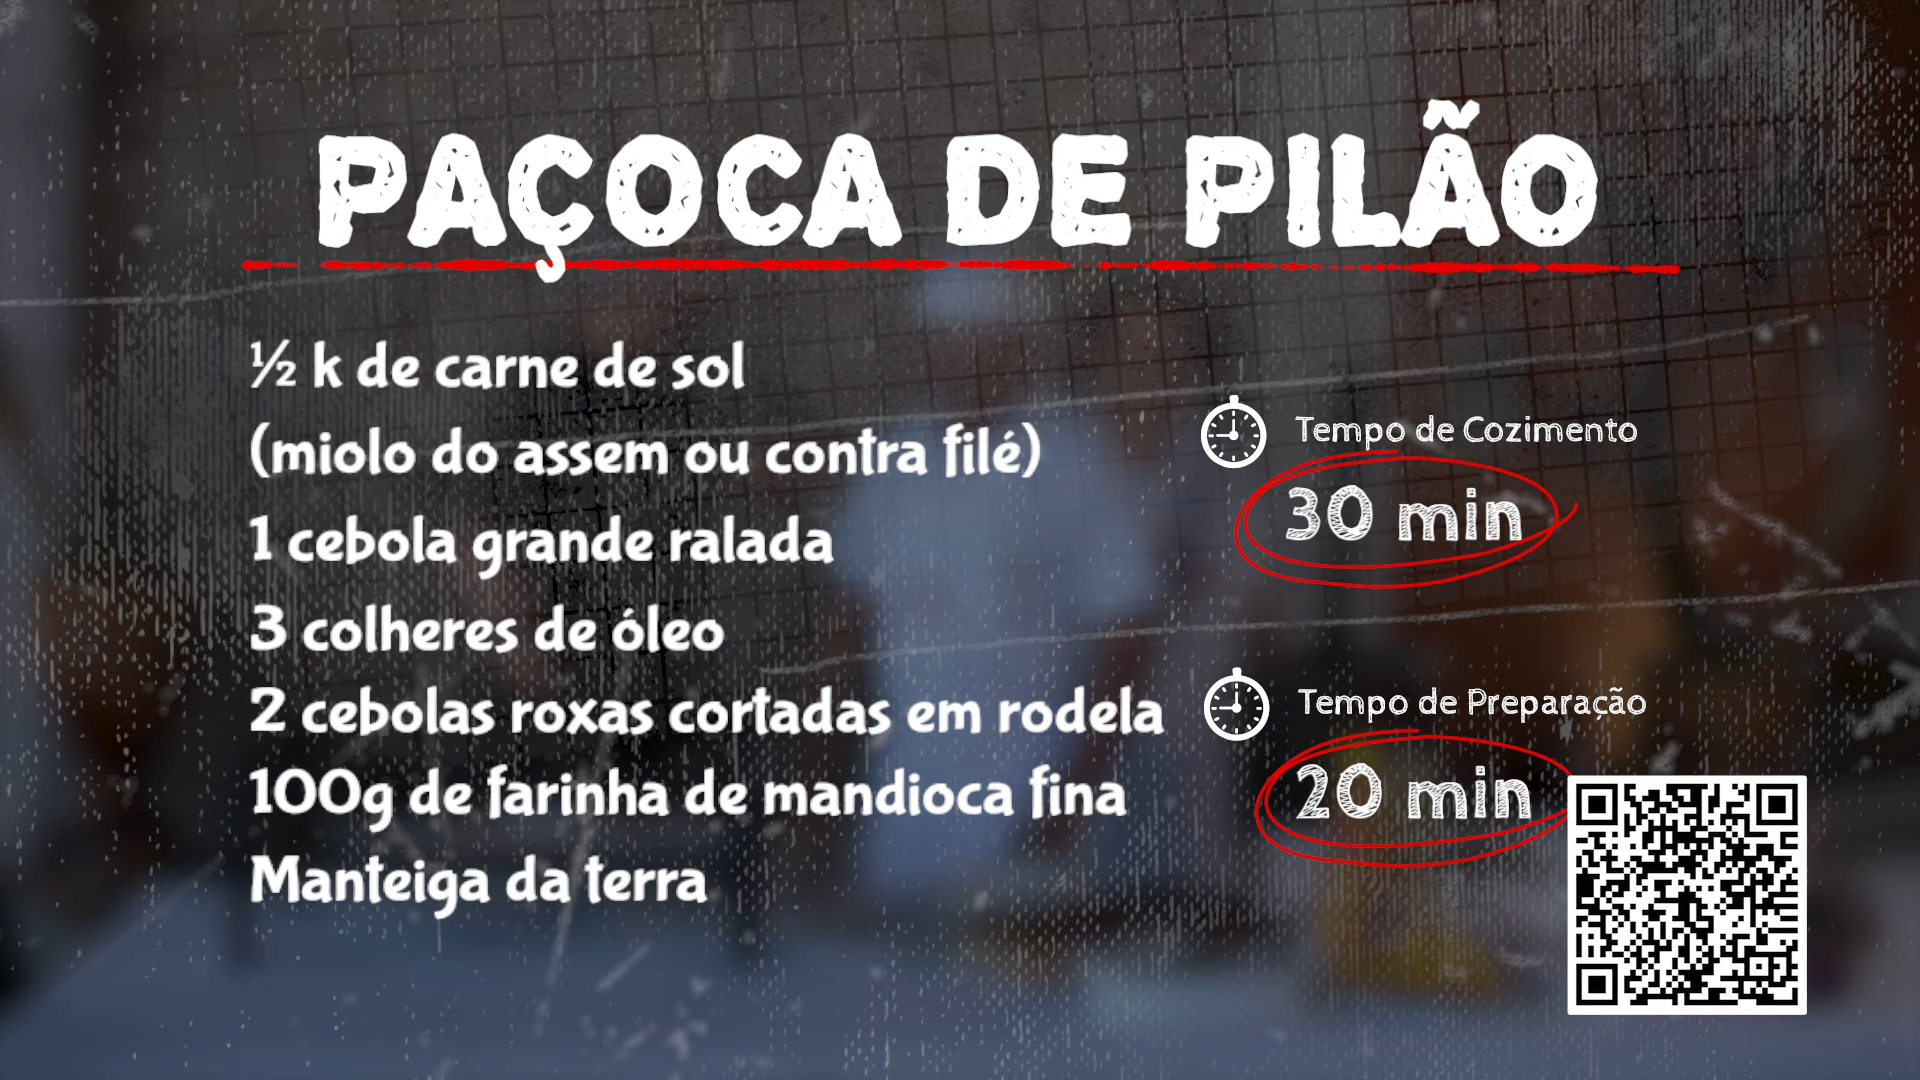 PAÇOCA DE PILÃO
½ k de carne de sol
(miolo do assem ou contra filé)
1 cebola grande ralada
3 colheres de óleo
2 cebolas roxas cortadas em rodela
100g de farinha de mandioca fina
Manteiga da terra
Tempo de Cozimento
30 min
Tempo de Preparação
20 min